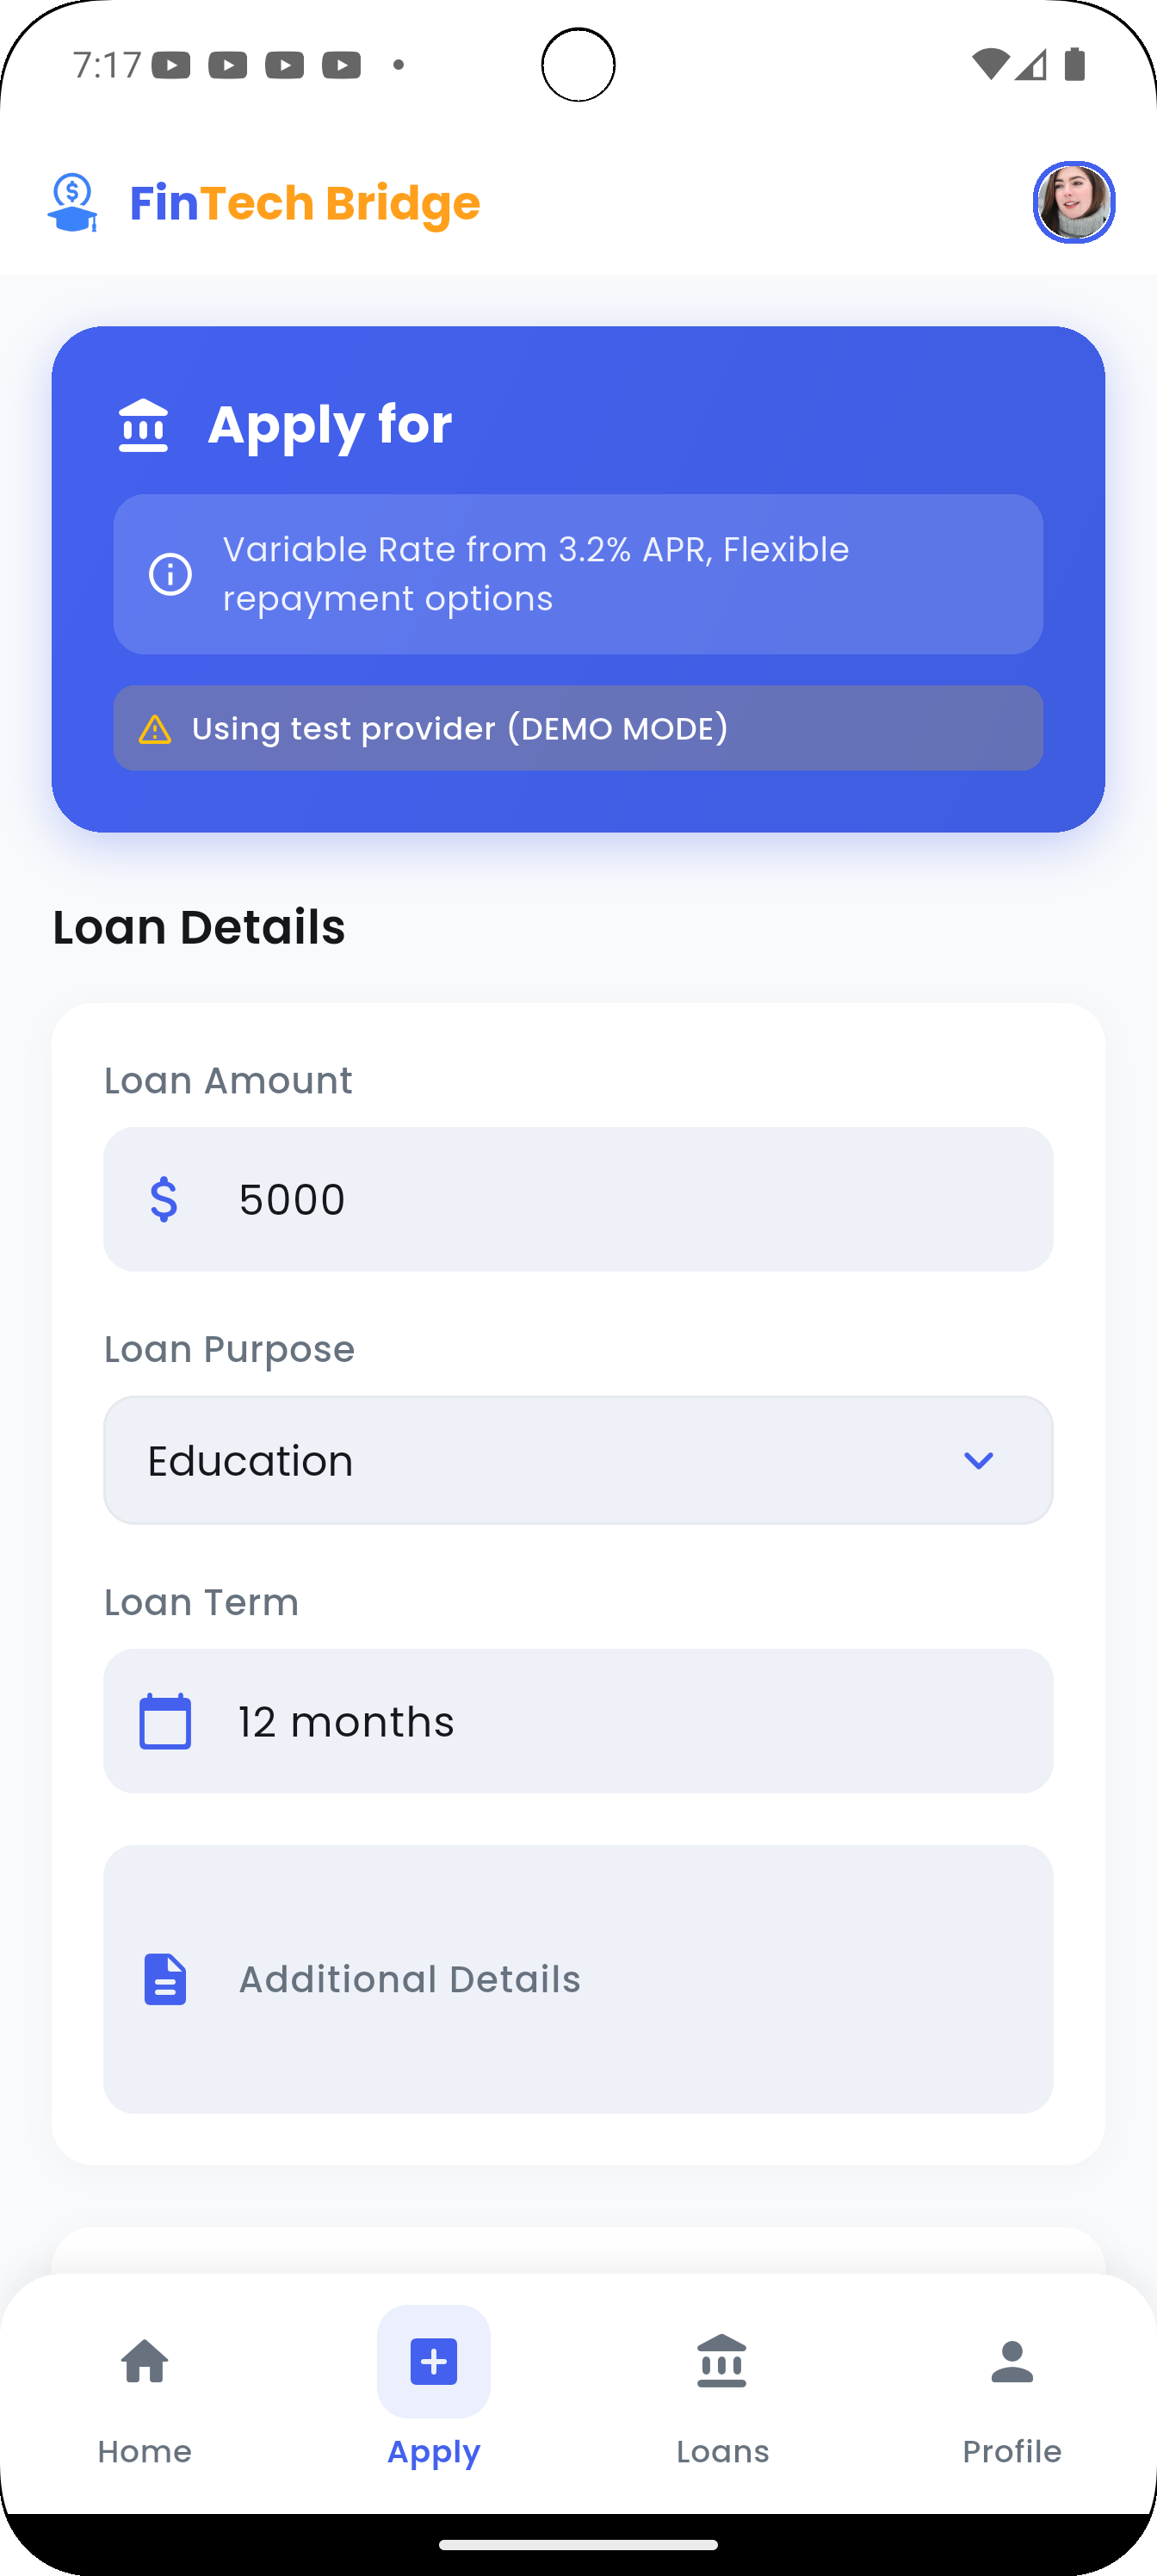 7:17
FinTech Bridge
Apply for
Variable Rate from 3.2% APR, Flexible
repayment options
Using test provider (DEMO MODE)
Loan Details
Loan Amount
$ 5000
Loan Purpose
Education
Loan Term
12 months
Additional Details
Home Apply Loans Profile